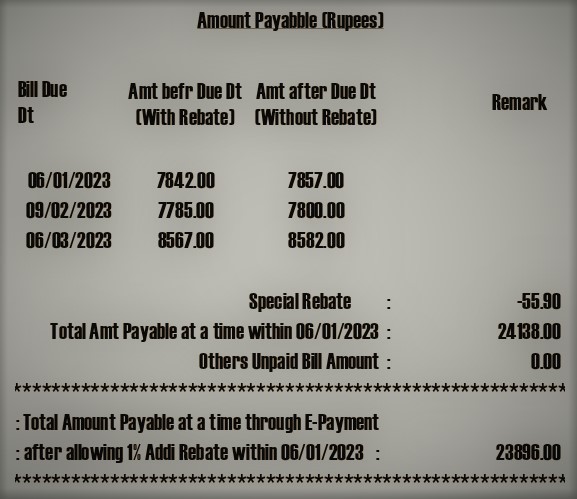 Amount Payabble (Rupees)
Bill Due Dt Amt befr Due Dt (With Rebate) Amt after Due Dt (Without Rebate) Remark
06/01/2023 7842.00 7857.00
09/02/2023 7785.00 7800.00
06/03/2023 8567.00 8582.00
Special Rebate : -55.90
Total Amt Payable at a time within 06/01/2023 : 24138.00
Others Unpaid Bill Amount : 0.00
************************************************************
: Total Amount Payable at a time through E-Payment
: after allowing 1% Addi Rebate within 06/01/2023 : 23896.00
************************************************************